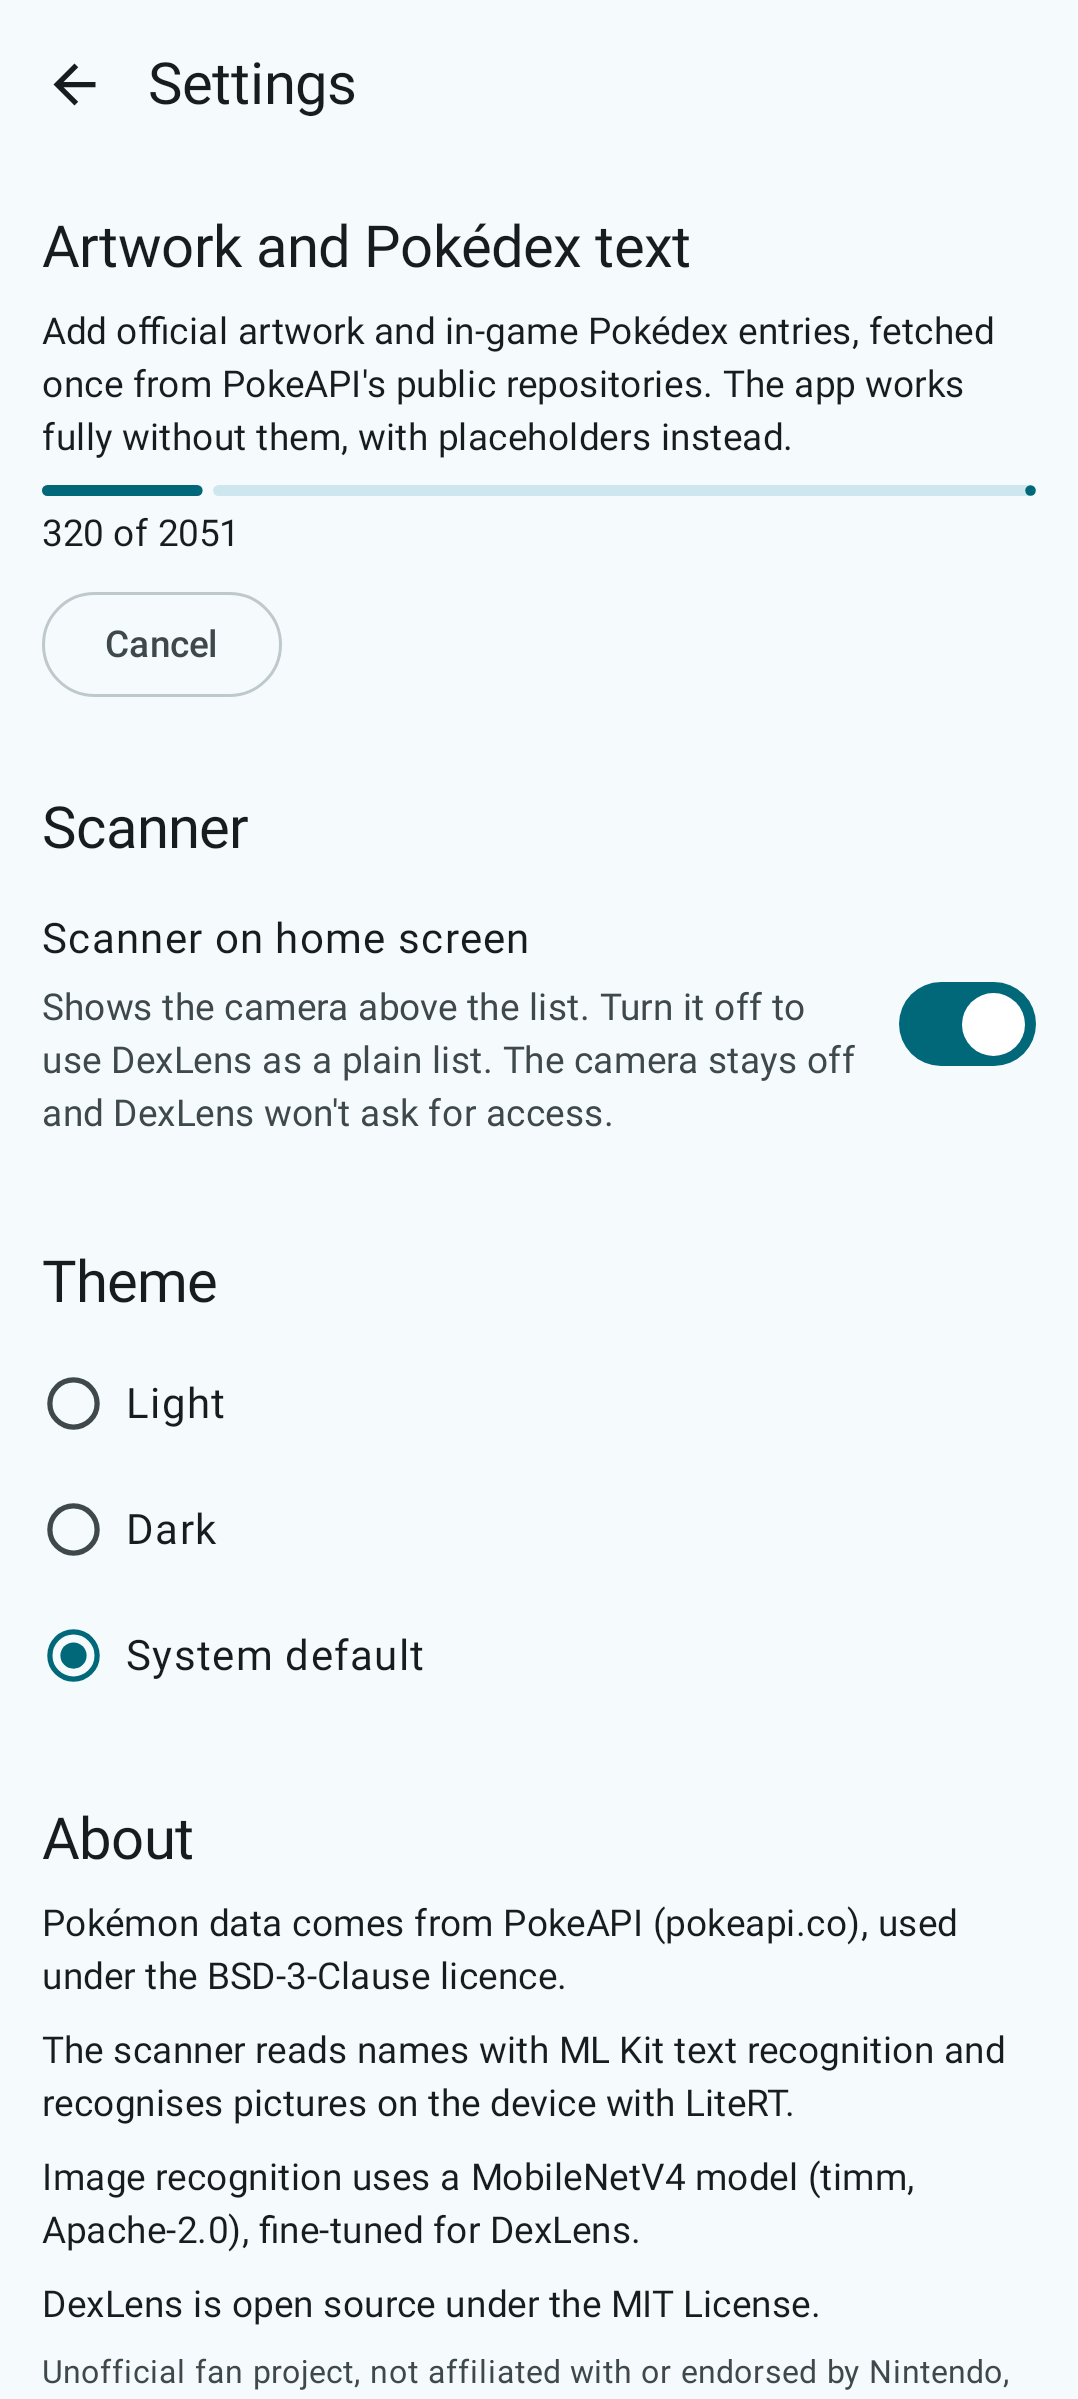 Settings
Artwork and Pokédex text
Add official artwork and in-game Pokédex entries, fetched
once from PokeAPI's public repositories. The app works
fully without them, with placeholders instead.
320 of 2051
Cancel
Scanner
Scanner on home screen
Shows the camera above the list. Turn it off to
use DexLens as a plain list. The camera stays off
and DexLens won't ask for access.
Theme
Light
Dark
System default
About
Pokémon data comes from PokeAPI (pokeapi.co), used
under the BSD-3-Clause licence.
The scanner reads names with ML Kit text recognition and
recognises pictures on the device with LiteRT.
Image recognition uses a MobileNetV4 model (timm,
Apache-2.0), fine-tuned for DexLens.
DexLens is open source under the MIT License.
Unofficial fan project, not affiliated with or endorsed by Nintendo,